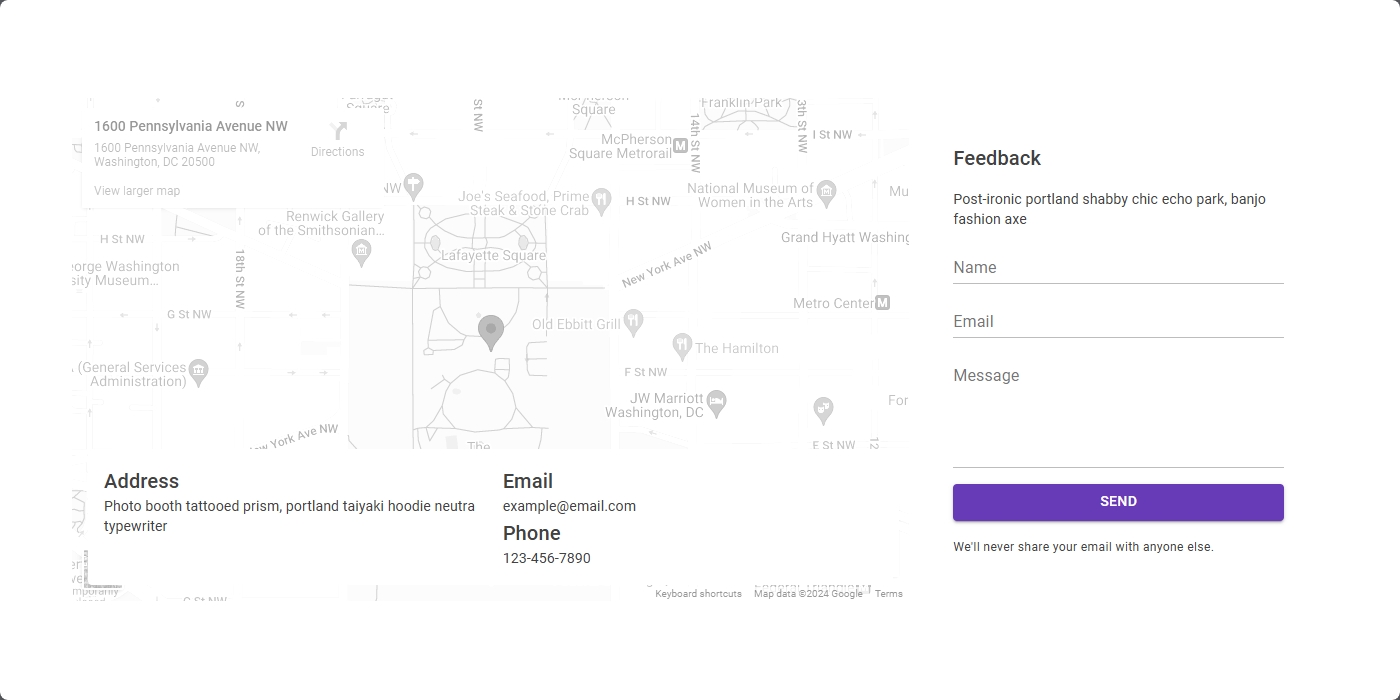 1600 Pennsylvania Avenue NW
1600 Pennsylvania Avenue NW,
Washington, DC 20500
View larger map
Directions
S
Square
St NW
McPherson
Square
Franklin Park
14th St NW
St NW
I St NW
McPherson
Square Metrorail
M
NW
Joe's Seafood, Prime
Steak & Stone Crab
H St NW
National Museum of
Women in the Arts
Mu
Renwick Gallery
of the Smithsonian...
H St NW
Lafayette Square
Grand Hyatt Washing
New York Ave NW
orge Washington
sity Museum...
18th St NW
G St NW
Metro Center
M
Old Ebbitt Grill
The Hamilton
(General Services
Administration)
F St NW
JW Marriott
Washington, DC
For
York Ave NW
The
E St NW
12
Address
Photo booth tattooed prism, portland taiyaki hoodie neutra
typewriter
Email
example@email.com
Phone
123-456-7890
Keyboard shortcuts
Map data ©2024 Google
Terms
Feedback
Post-ironic portland shabby chic echo park, banjo
fashion axe
Name
Email
Message
SEND
We'll never share your email with anyone else.